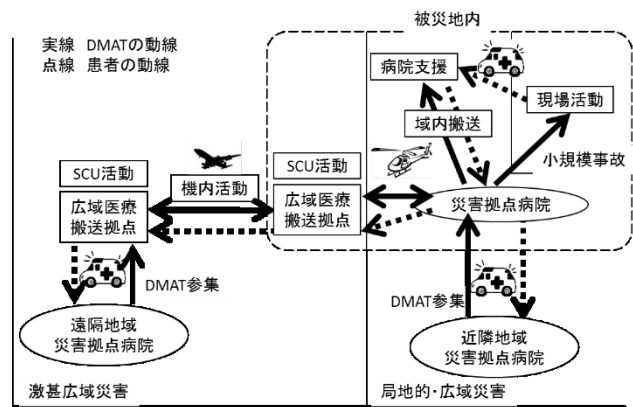 被災地内
実線 DMATの動線
点線 患者の動線
病院支援
現場活動
域内搬送
小規模事故
SCU活動
機内活動
SCU活動
広域医療
搬送拠点
広域医療
搬送拠点
災害拠点病院
DMAT参集
DMAT参集
遠隔地域
災害拠点病院
近隣地域
災害拠点病院
激甚広域災害
局地的・広域災害